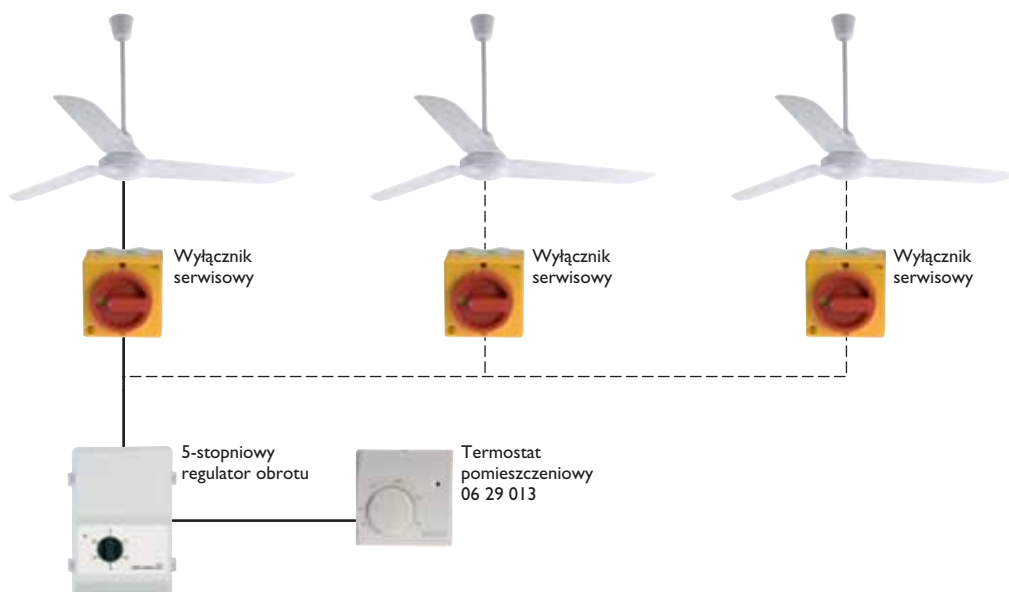 Wyłącznik
serwisowy
Wyłącznik
serwisowy
Wyłącznik
serwisowy
5-stopniowy
regulator obrotu
Termostat
pomieszczeniowy
06 29 013